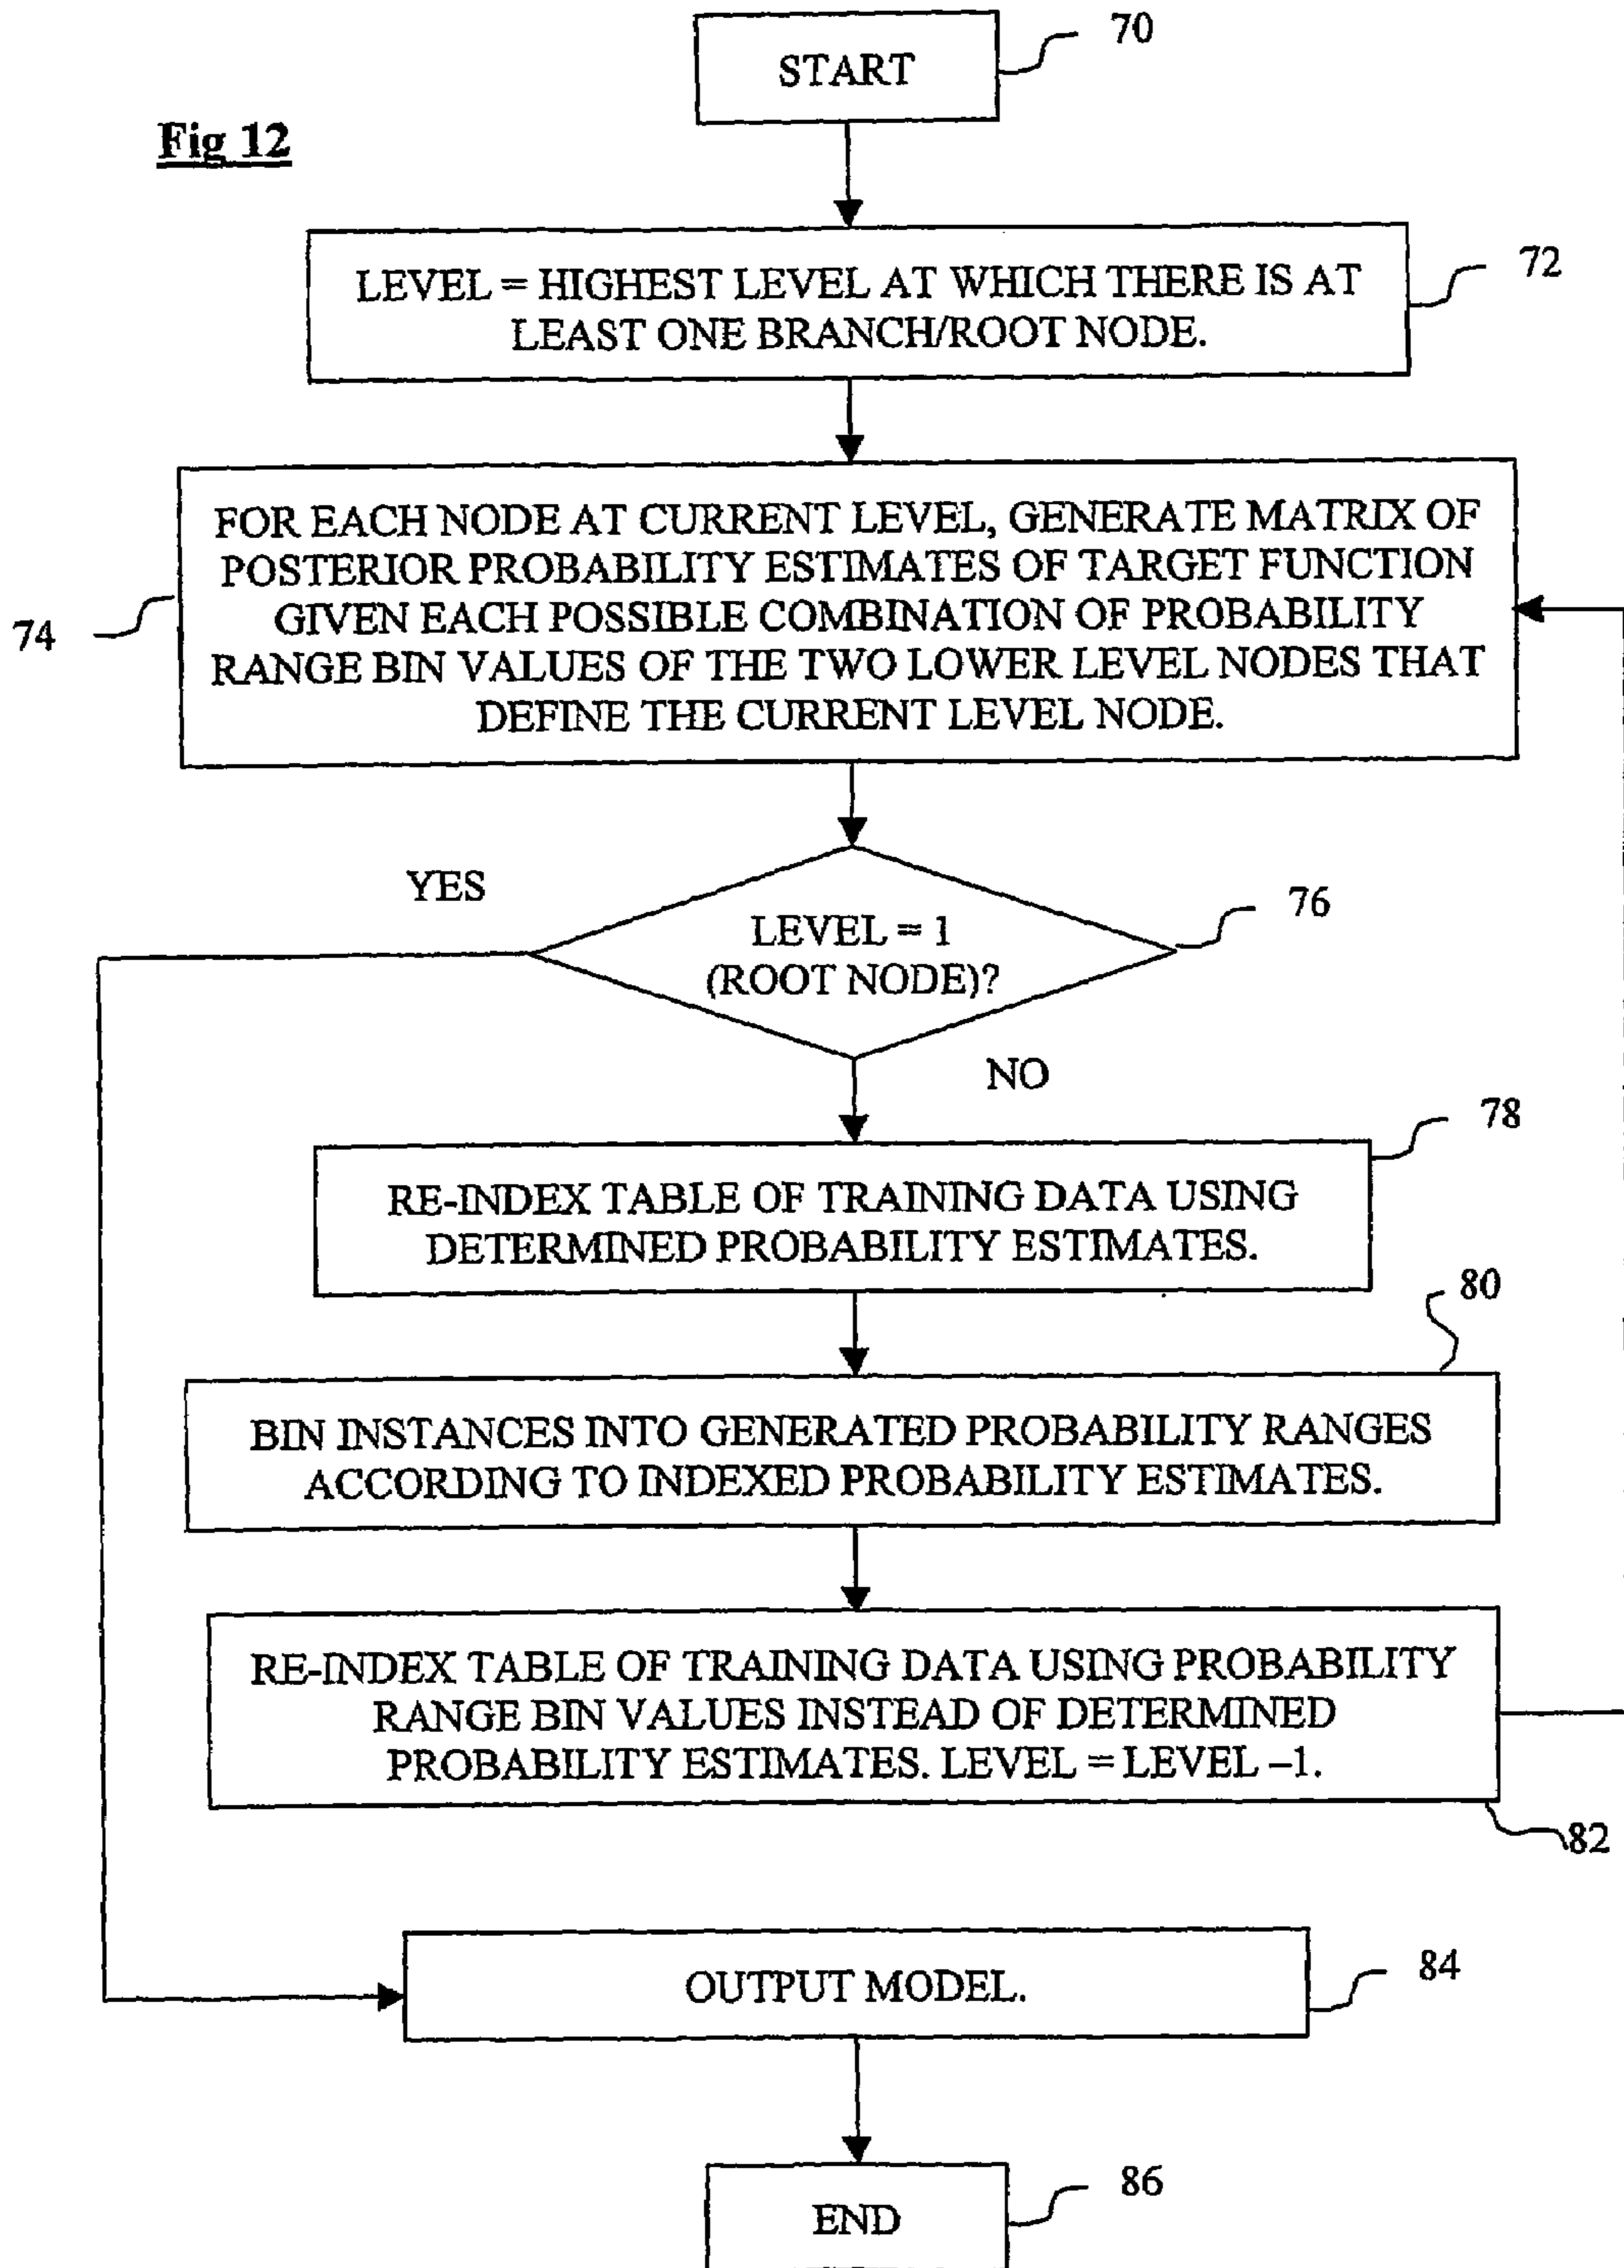 70
START
Fig 12
72
LEVEL = HIGHEST LEVEL AT WHICH THERE IS AT
LEAST ONE BRANCH/ROOT NODE.
FOR EACH NODE AT CURRENT LEVEL, GENERATE MATRIX OF
POSTERIOR PROBABILITY ESTIMATES OF TARGET FUNCTION
GIVEN EACH POSSIBLE COMBINATION OF PROBABILITY
RANGE BIN VALUES OF THE TWO LOWER LEVEL NODES THAT
DEFINE THE CURRENT LEVEL NODE.
74
YES
76
LEVEL = 1
(ROOT NODE)?
NO
78
RE-INDEX TABLE OF TRAINING DATA USING
DETERMINED PROBABILITY ESTIMATES.
80
BIN INSTANCES INTO GENERATED PROBABILITY RANGES
ACCORDING TO INDEXED PROBABILITY ESTIMATES.
RE-INDEX TABLE OF TRAINING DATA USING PROBABILITY
RANGE BIN VALUES INSTEAD OF DETERMINED
PROBABILITY ESTIMATES. LEVEL = LEVEL –1.
82
84
OUTPUT MODEL.
86
END